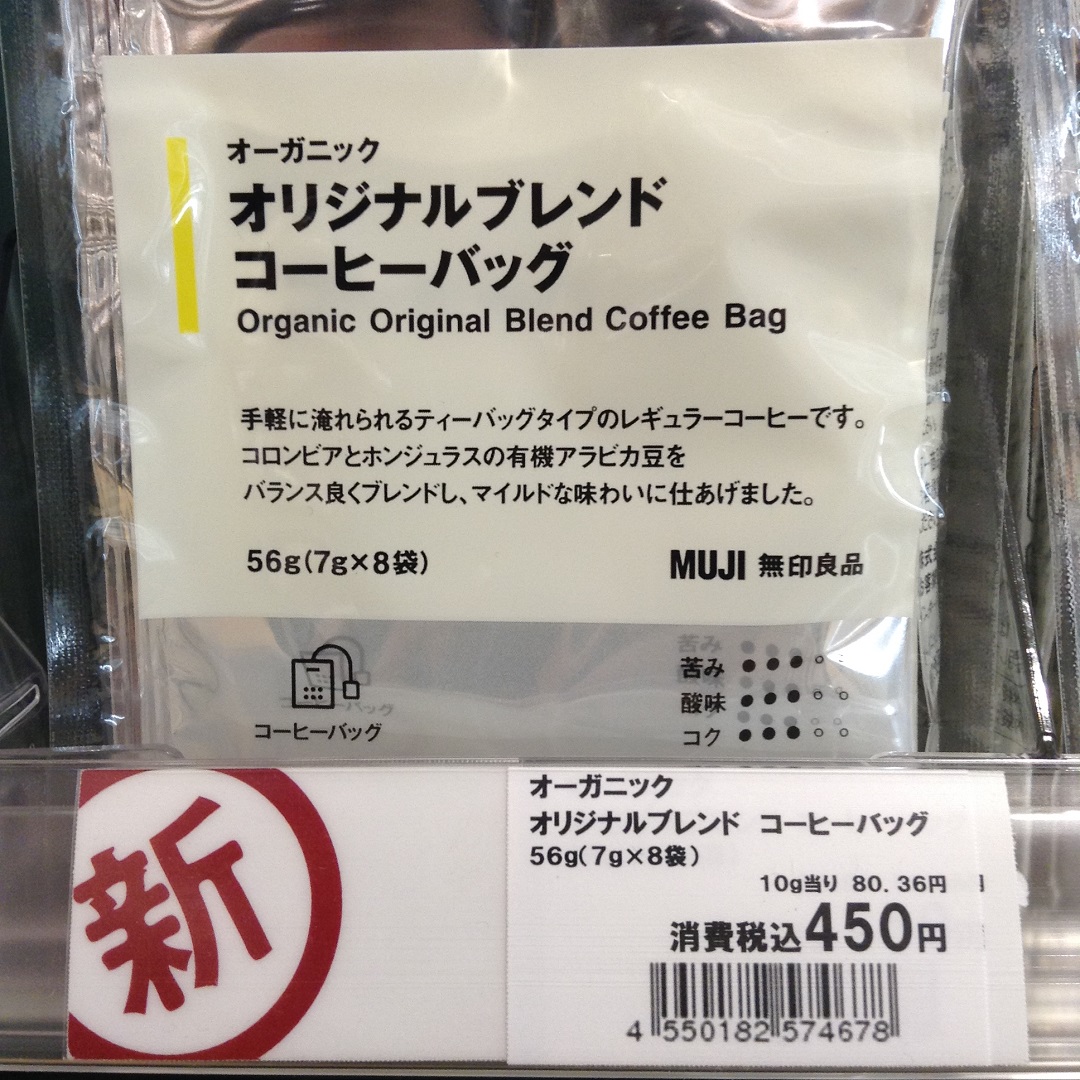 オーガニック
オリジナルブレンド
コーヒーバッグ
Organic Original Blend Coffee Bag
手軽に淹れられるティーバッグタイプのレギュラーコーヒーです。
コロンビアとホンジュラスの有機アラビカ豆を
バランス良くブレンドし、マイルドな味わいに仕あげました。
56g(7g×8袋)
MUJI 無印良品
コーヒーバッグ
苦み ●●●○○
酸味 ●●●○○
コク ●●●○○
新
オーガニック
オリジナルブレンド コーヒーバッグ
56g(7g×8袋)
10g当り 80.36円
消費税込450円
4 550182 574678